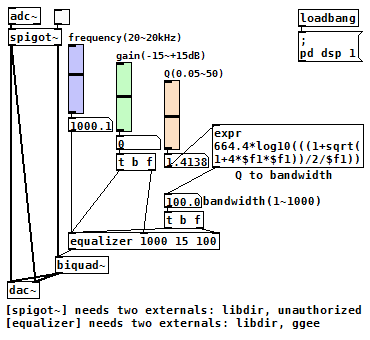 adc~
loadbang
spigot~
frequency(20~20kHz)
;
pd dsp 1
gain(-15~+15dB)
Q(0.05~50)
1000.1
0
expr
664.4*log10(((1+sqrt(
1+4*$f1*$f1))/2/$f1))
t b f
1.4138
Q to bandwidth
100.0
bandwidth(1~1000)
t b f
equalizer 1000 15 100
biquad~
dac~
[spigot~] needs two externals: libdir, unauthorized
[equalizer] needs two externals: libdir, ggee